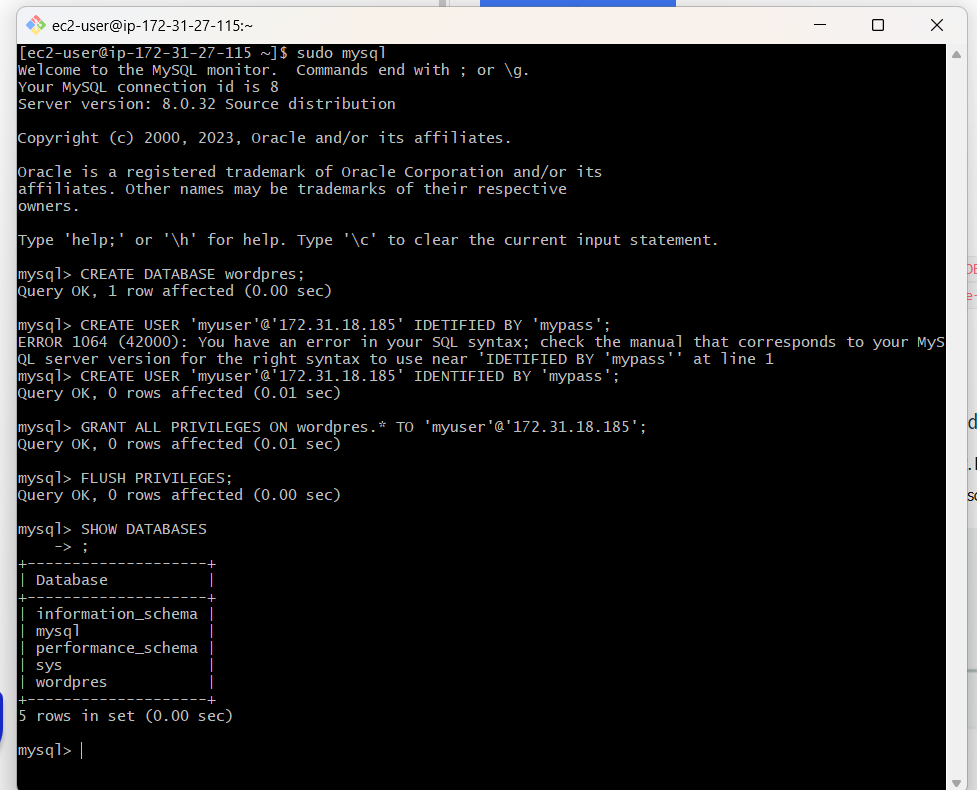 ec2-user@ip-172-31-27-115:~
[ec2-user@ip-172-31-27-115 ~]$ sudo mysql
Welcome to the MySQL monitor.  Commands end with ; or \g.
Your MySQL connection id is 8
Server version: 8.0.32 Source distribution
Copyright (c) 2000, 2023, Oracle and/or its affiliates.
Oracle is a registered trademark of Oracle Corporation and/or its
affiliates. Other names may be trademarks of their respective
owners.
Type 'help;' or '\h' for help. Type '\c' to clear the current input statement.
mysql> CREATE DATABASE wordpres;
Query OK, 1 row affected (0.00 sec)
mysql> CREATE USER 'myuser'@'172.31.18.185' IDETIFIED BY 'mypass';
ERROR 1064 (42000): You have an error in your SQL syntax; check the manual that corresponds to your MyS
QL server version for the right syntax to use near 'IDETIFIED BY 'mypass'' at line 1
mysql> CREATE USER 'myuser'@'172.31.18.185' IDENTIFIED BY 'mypass';
Query OK, 0 rows affected (0.01 sec)
mysql> GRANT ALL PRIVILEGES ON wordpres.* TO 'myuser'@'172.31.18.185';
Query OK, 0 rows affected (0.01 sec)
mysql> FLUSH PRIVILEGES;
Query OK, 0 rows affected (0.00 sec)
mysql> SHOW DATABASES
    -> ;
+--------------------+
| Database           |
+--------------------+
| information_schema |
| mysql              |
| performance_schema |
| sys                |
| wordpres           |
+--------------------+
5 rows in set (0.00 sec)
mysql>